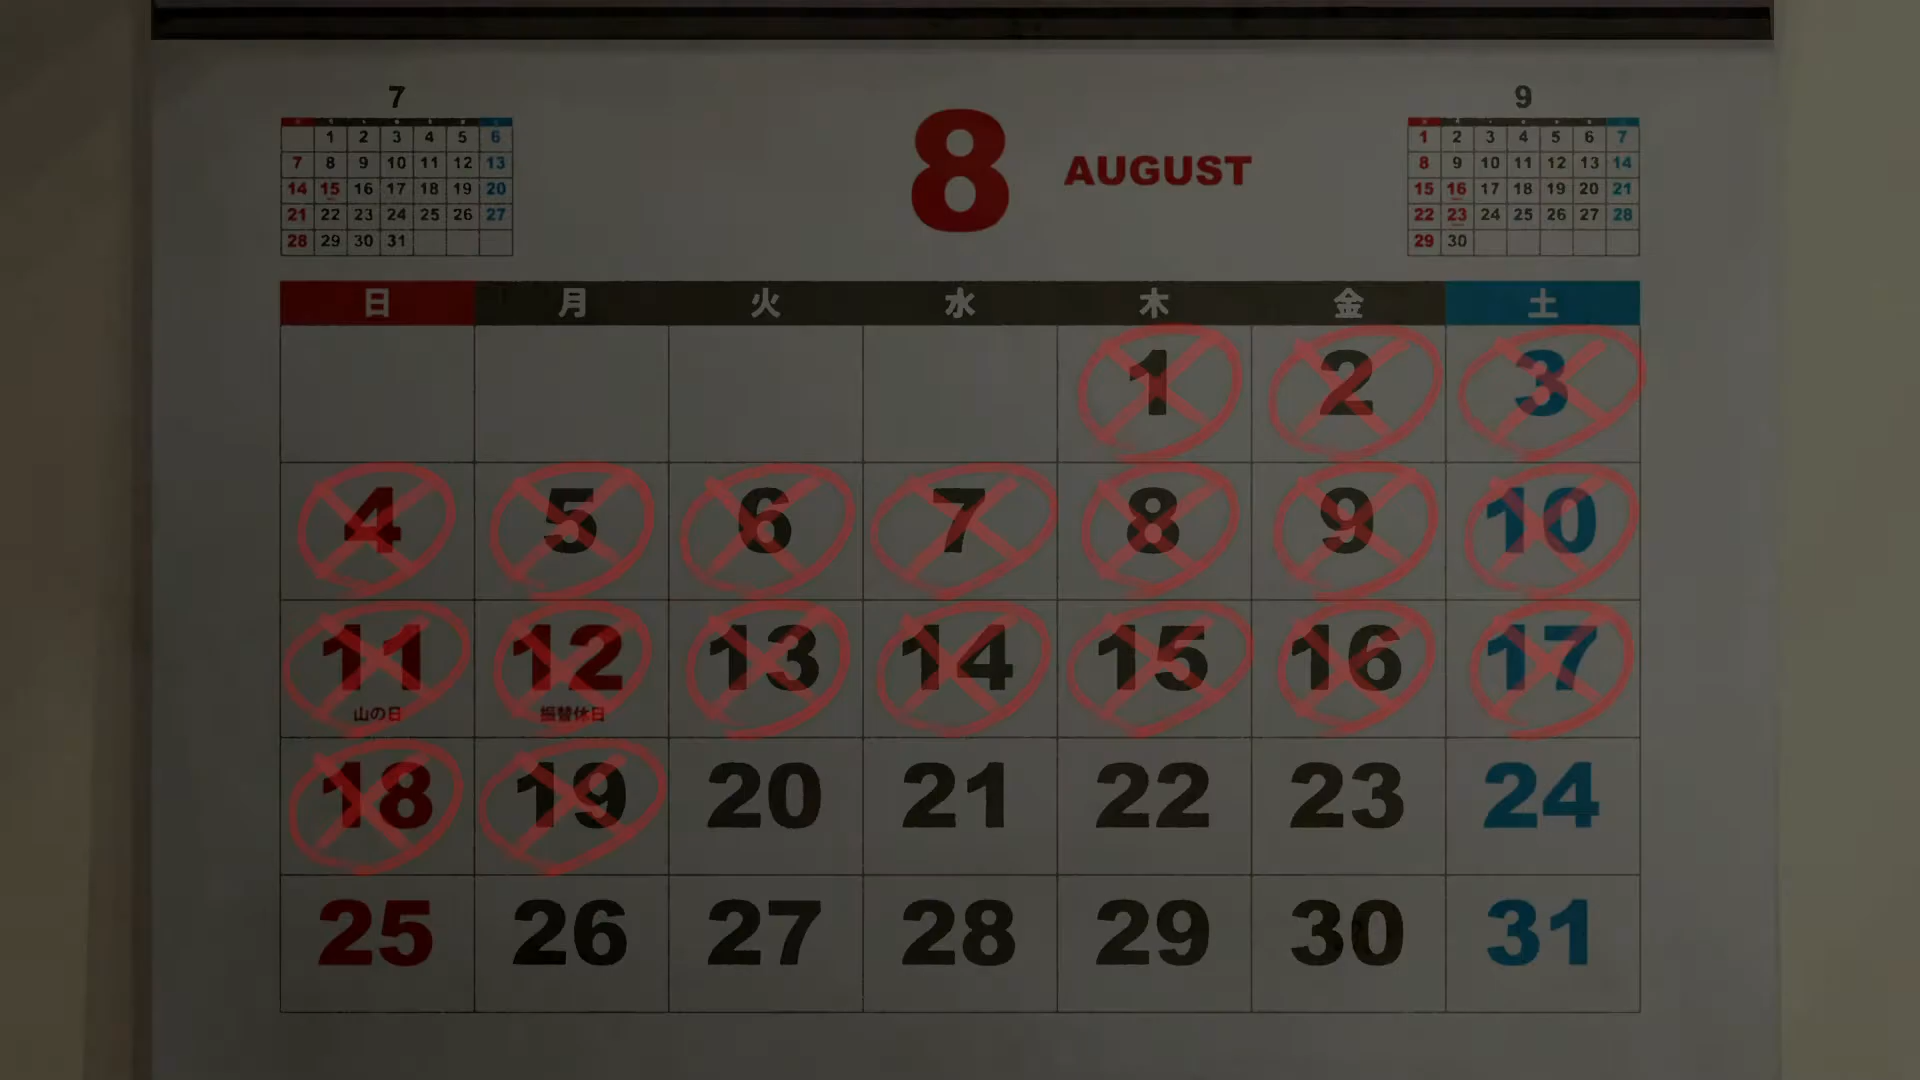 7
1 2 3 4 5 6
7 8 9 10 11 12 13
14 15 16 17 18 19 20
21 22 23 24 25 26 27
28 29 30 31
8 AUGUST
9
1 2 3 4 5 6 7
8 9 10 11 12 13 14
15 16 17 18 19 20 21
22 23 24 25 26 27 28
29 30
日 月 火 水 木 金 土
1 2 3
4 5 6 7 8 9 10
11 12 13 14 15 16 17
山の日 振替休日
18 19 20 21 22 23 24
25 26 27 28 29 30 31